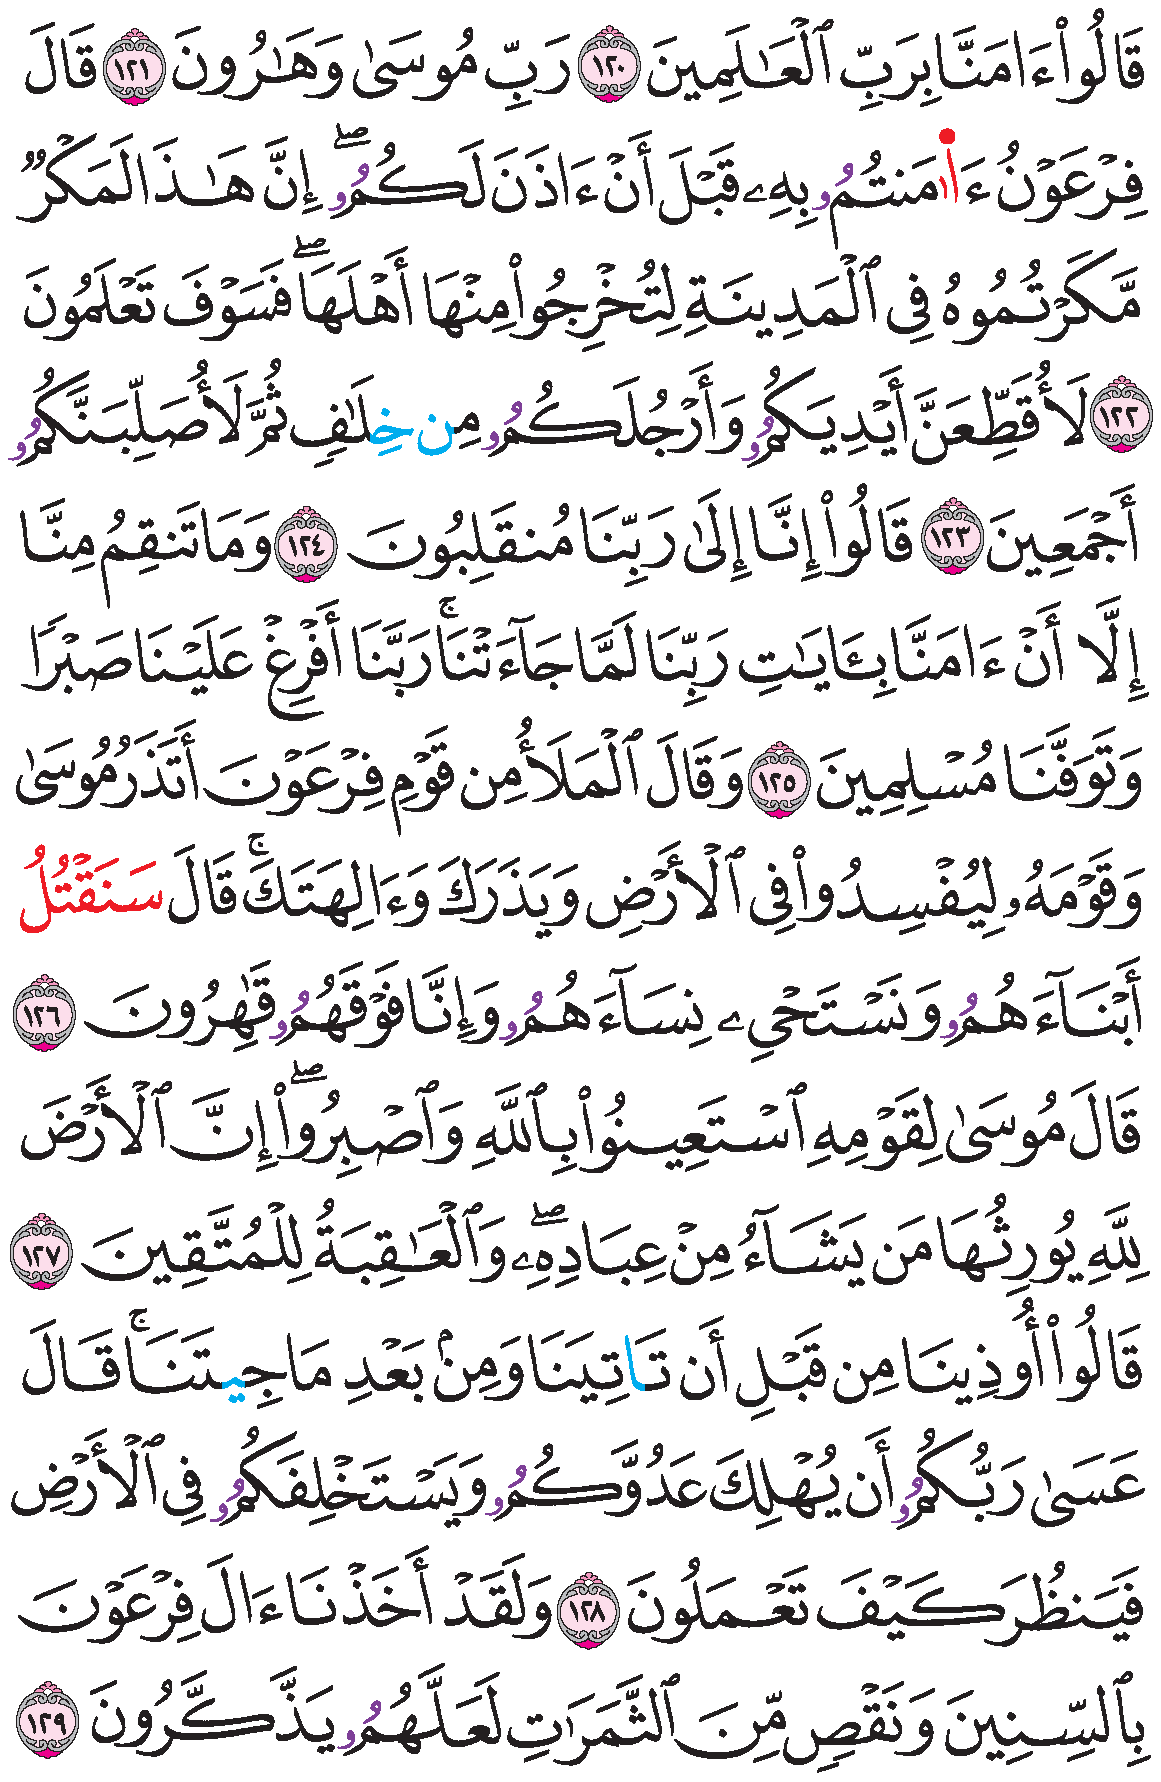 قَالُوٓاْ ءَامَنَّا بِرَبِّ ٱلۡعَٰلَمِينَ ١٢٠ رَبِّ مُوسَىٰ وَهَٰرُونَ ١٢١ قَالَ
فِرۡعَوۡنُ ءَا۬مَنتُمُۥ بِهِۦ قَبۡلَ أَنۡ ءَاذَنَ لَكُمُۥٓۖ إِنَّ هَٰذَا لَمَكۡرٞ
مَّكَرۡتُمُوهُ فِي ٱلۡمَدِينَةِ لِتُخۡرِجُواْ مِنۡهَا أَهۡلَهَاۖ فَسَوۡفَ تَعۡلَمُونَ
١٢٢ لَأُقَطِّعَنَّ أَيۡدِيَكُمُۥ وَأَرۡجُلَكُمُۥ مِن خِلَٰفٖ ثُمَّ لَأُصَلِّبَنَّكُمُۥ
أَجۡمَعِينَ ١٢٣ قَالُوٓاْ إِنَّا إِلَىٰ رَبِّنَا مُنقَلِبُونَ ١٢٤ وَمَا تَنقِمُ مِنَّا
إِلَّا أَنۡ ءَامَنَّا بِـَٔايَٰتِ رَبِّنَا لَمَّا جَآءَتۡنَاۚ رَبَّنَا أَفۡرِغۡ عَلَيۡنَا صَبۡرٗا
وَتَوَفَّنَا مُسۡلِمِينَ ١٢٥ وَقَالَ ٱلۡمَلَأُ مِن قَوۡمِ فِرۡعَوۡنَ أَتَذَرُ مُوسَىٰ
وَقَوۡمَهُۥ لِيُفۡسِدُواْ فِي ٱلۡأَرۡضِ وَيَذَرَكَ وَءَالِهَتَكَۚ قَالَ سَنَقۡتُلُ
أَبۡنَآءَهُمُۥ وَنَسۡتَحۡيِۦ نِسَآءَهُمُۥ وَإِنَّا فَوۡقَهُمُۥ قَٰهِرُونَ ١٢٦
قَالَ مُوسَىٰ لِقَوۡمِهِ ٱسۡتَعِينُواْ بِٱللَّهِ وَٱصۡبِرُوٓاْۖ إِنَّ ٱلۡأَرۡضَ
لِلَّهِ يُورِثُهَا مَن يَشَآءُ مِنۡ عِبَادِهِۦۖ وَٱلۡعَٰقِبَةُ لِلۡمُتَّقِينَ ١٢٧
قَالُوٓاْ أُوذِينَا مِن قَبۡلِ أَن تَاتِيَنَا وَمِنۢ بَعۡدِ مَا جِيتَنَاۚ قَالَ
عَسَىٰ رَبُّكُمُۥ أَن يُهۡلِكَ عَدُوَّكُمُۥ وَيَسۡتَخۡلِفَكُمُۥ فِي ٱلۡأَرۡضِ
فَيَنظُرَ كَيۡفَ تَعۡمَلُونَ ١٢٨ وَلَقَدۡ أَخَذۡنَا ءَالَ فِرۡعَوۡنَ
بِٱلسِّنِينَ وَنَقۡصٖ مِّنَ ٱلثَّمَرَٰتِ لَعَلَّهُمُۥ يَذَّكَّرُونَ ١٢٩